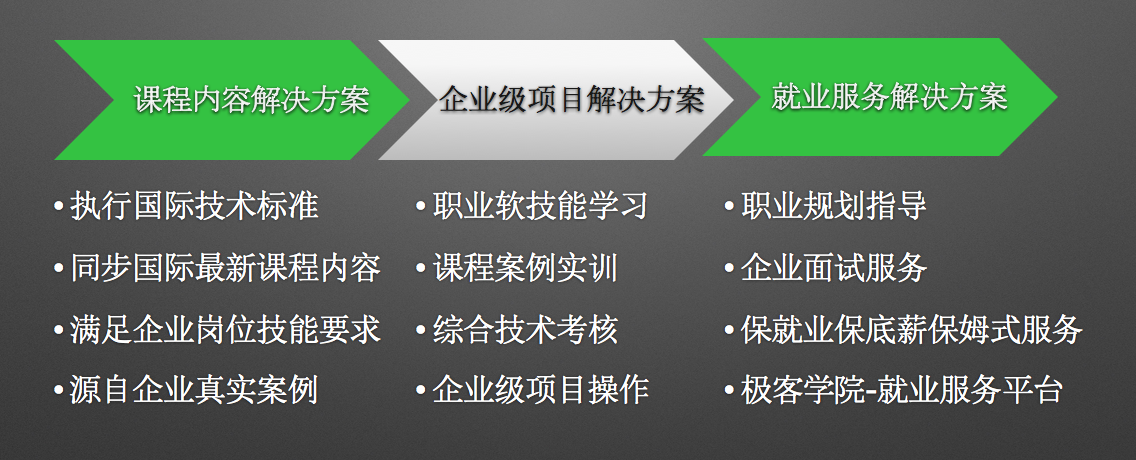 课程内容解决方案
企业级项目解决方案
就业服务解决方案
• 执行国际技术标准
• 同步国际最新课程内容
• 满足企业岗位技能要求
• 源自企业真实案例
• 职业软技能学习
• 课程案例实训
• 综合技术考核
• 企业级项目操作
• 职业规划指导
• 企业面试服务
• 保就业保底薪保姆式服务
• 极客学院-就业服务平台